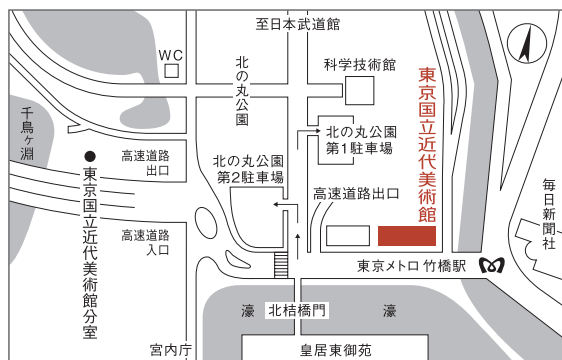 至日本武道館
WC
北の丸公園
科学技術館
東京国立近代美術館
千鳥ヶ淵
北の丸公園
第1駐車場
高速道路
出口
北の丸公園
第2駐車場
高速道路出口
東京国立近代美術館分室
毎日新聞社
高速道路
入口
東京メトロ 竹橋駅
濠
北桔橋門
濠
宮内庁
皇居東御苑